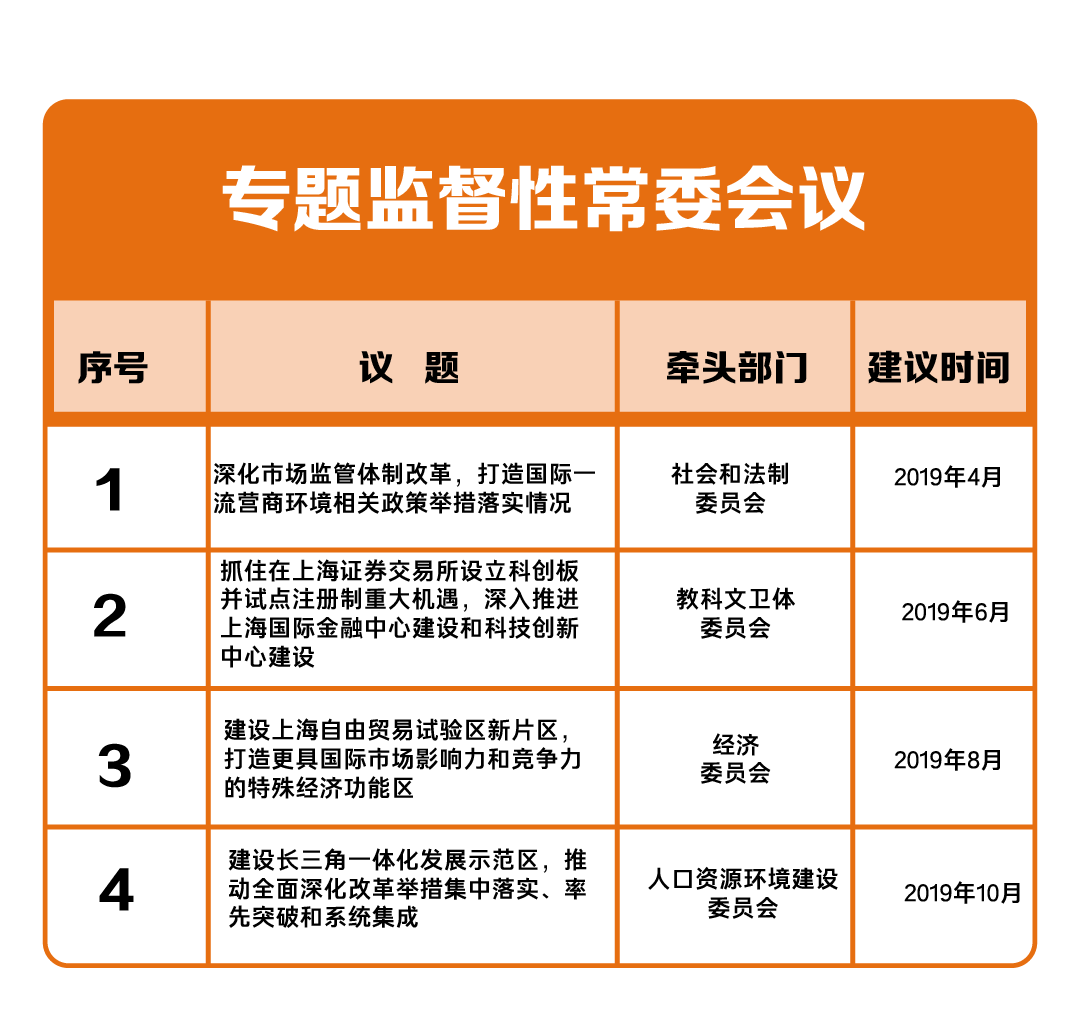 专题监督性常委会议
序号 议 题 牵头部门 建议时间
1
深化市场监管体制改革，打造国际一
流营商环境相关政策举措落实情况
社会和法制
委员会
2019年4月
2
抓住在上海证券交易所设立科创板
并试点注册制重大机遇，深入推进
上海国际金融中心建设和科技创新
中心建设
教科文卫体
委员会
2019年6月
3
建设上海自由贸易试验区新片区，
打造更具国际市场影响力和竞争力
的特殊经济功能区
经济
委员会
2019年8月
4
建设长三角一体化发展示范区，推
动全面深化改革举措集中落实、率
先突破和系统集成
人口资源环境建设
委员会
2019年10月